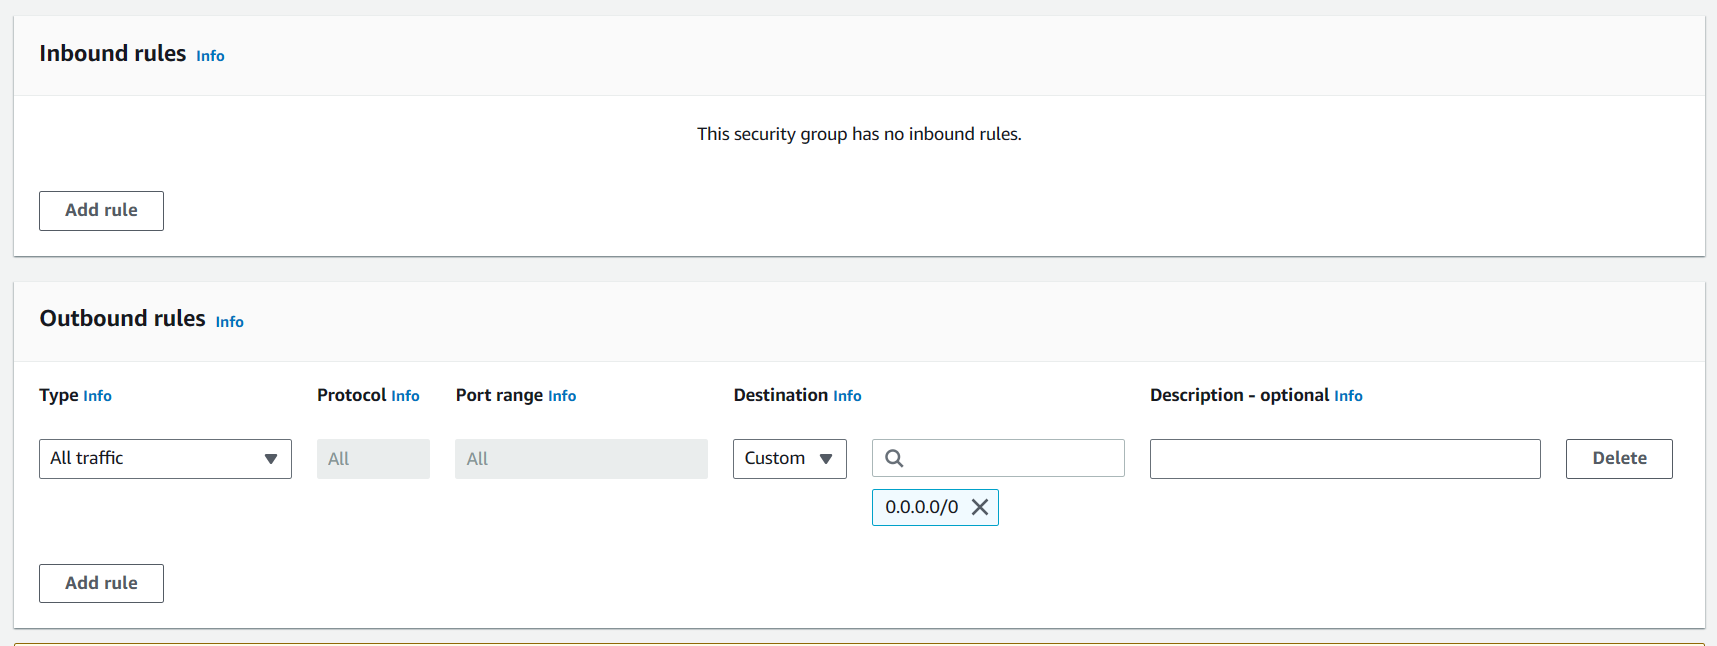 Inbound rules Info
This security group has no inbound rules.
Add rule
Outbound rules Info
Type Info Protocol Info Port range Info Destination Info Description - optional Info
All traffic All All Custom Delete
0.0.0.0/0
Add rule